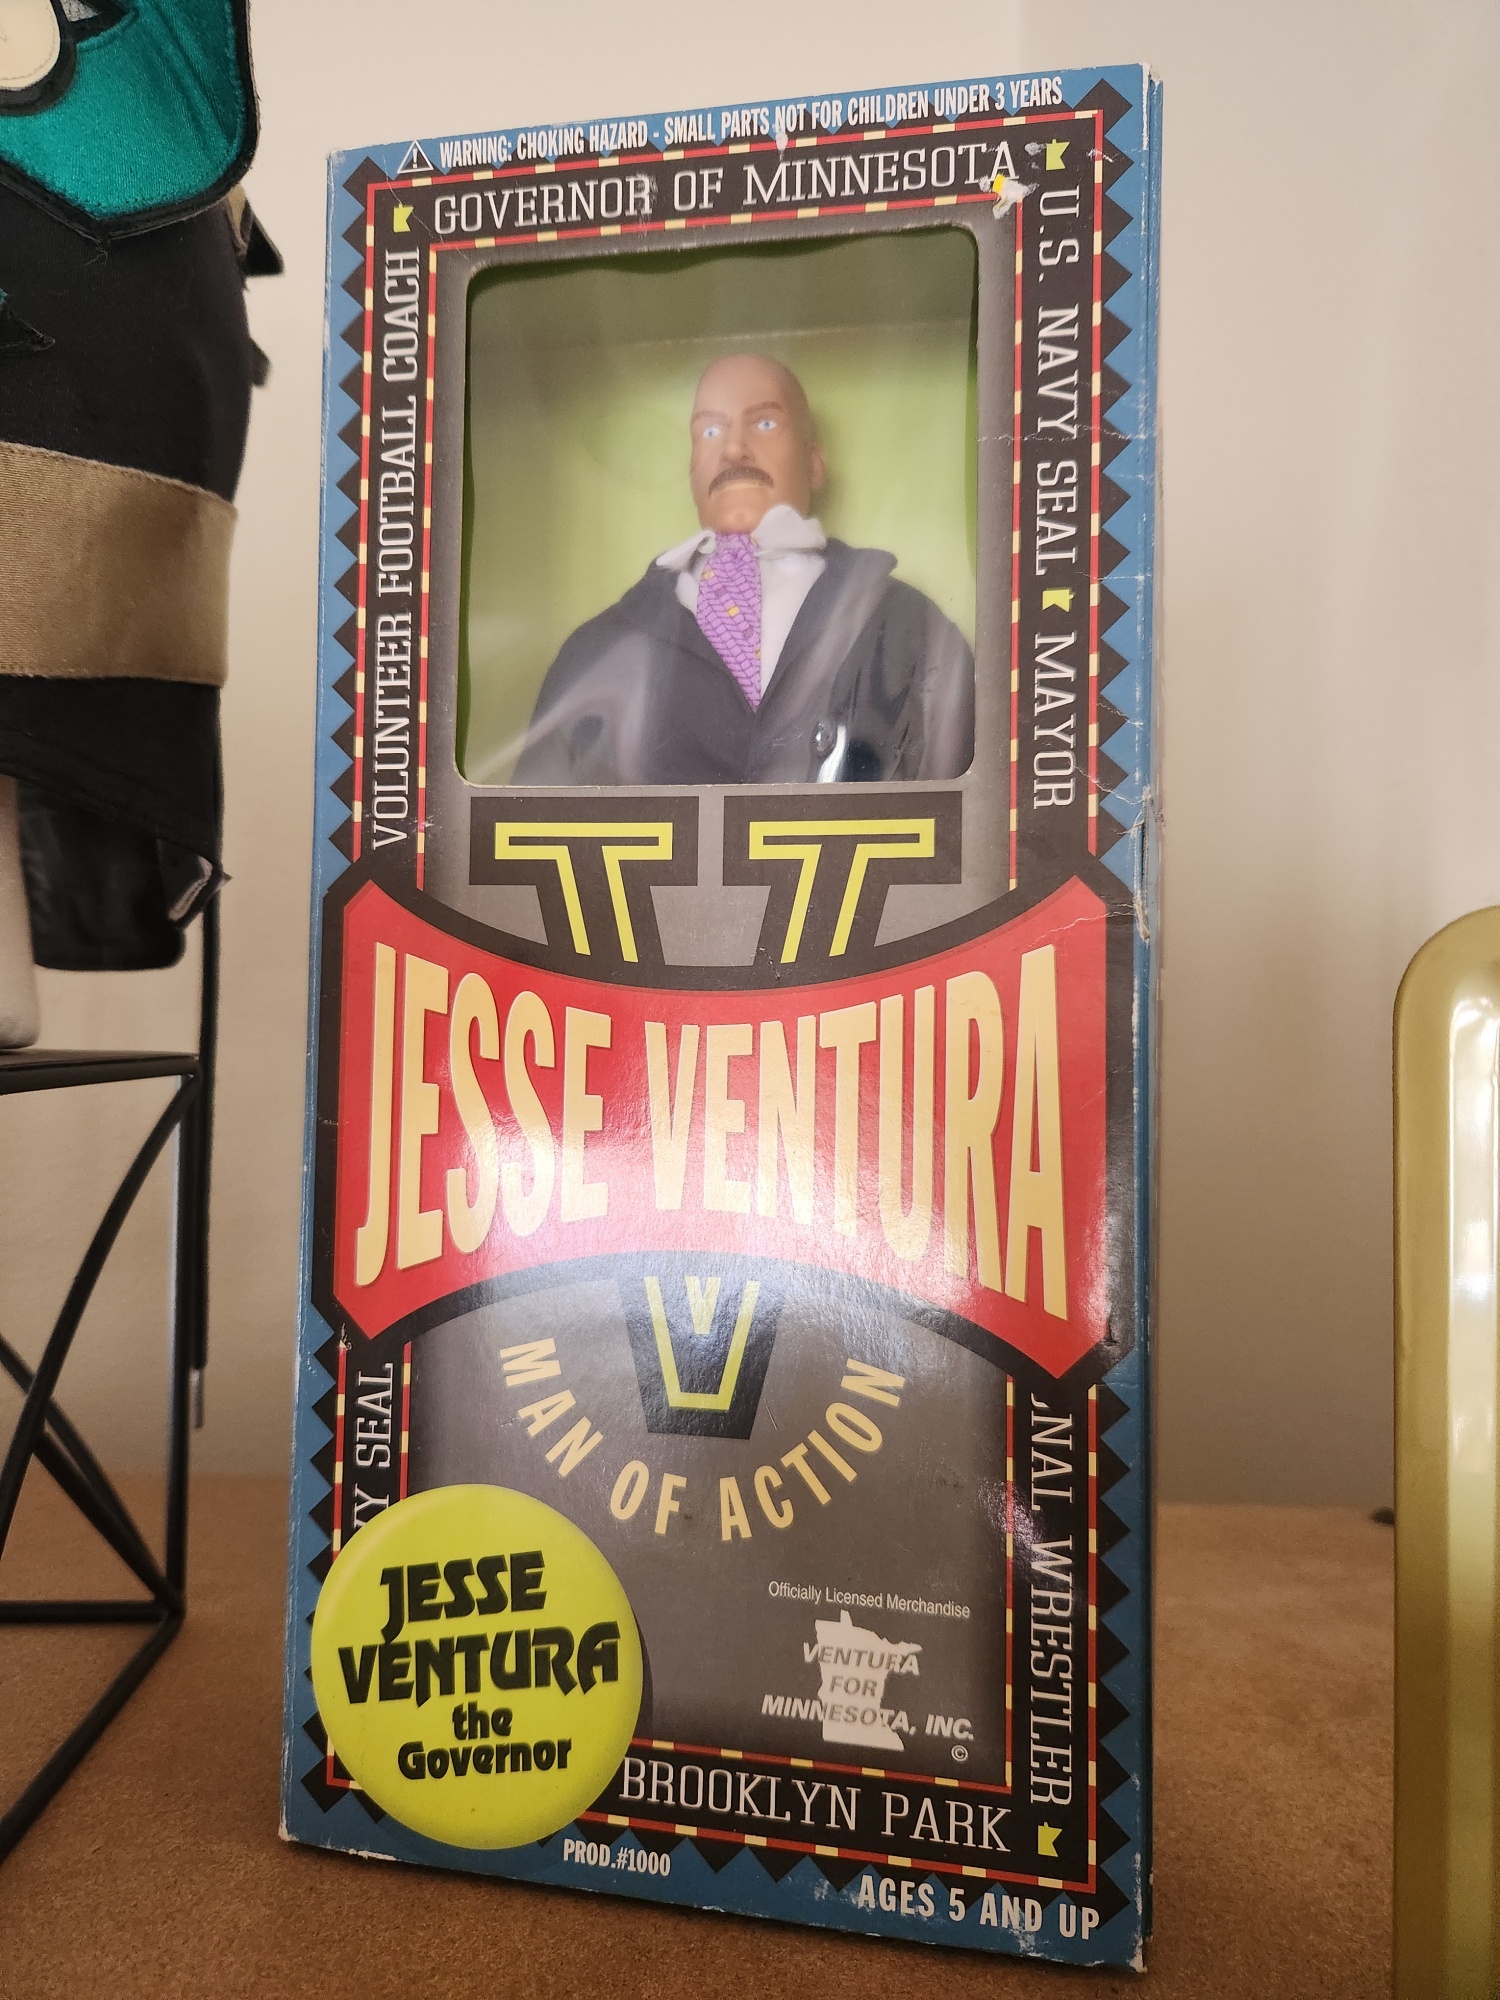 WARNING: CHOKING HAZARD - SMALL PARTS NOT FOR CHILDREN UNDER 3 YEARS
GOVERNOR OF MINNESOTA
U.S. NAVY SEAL MAYOR
VOLUNTEER FOOTBALL COACH
JESSE VENTURA
V
MAN OF ACTION
SEAL
WRESTLER
JESSE
VENTURA
the
Governor
Officially Licensed Merchandise
VENTURA
FOR
MINNESOTA, INC.
©
BROOKLYN PARK
PROD.#1000
AGES 5 AND UP